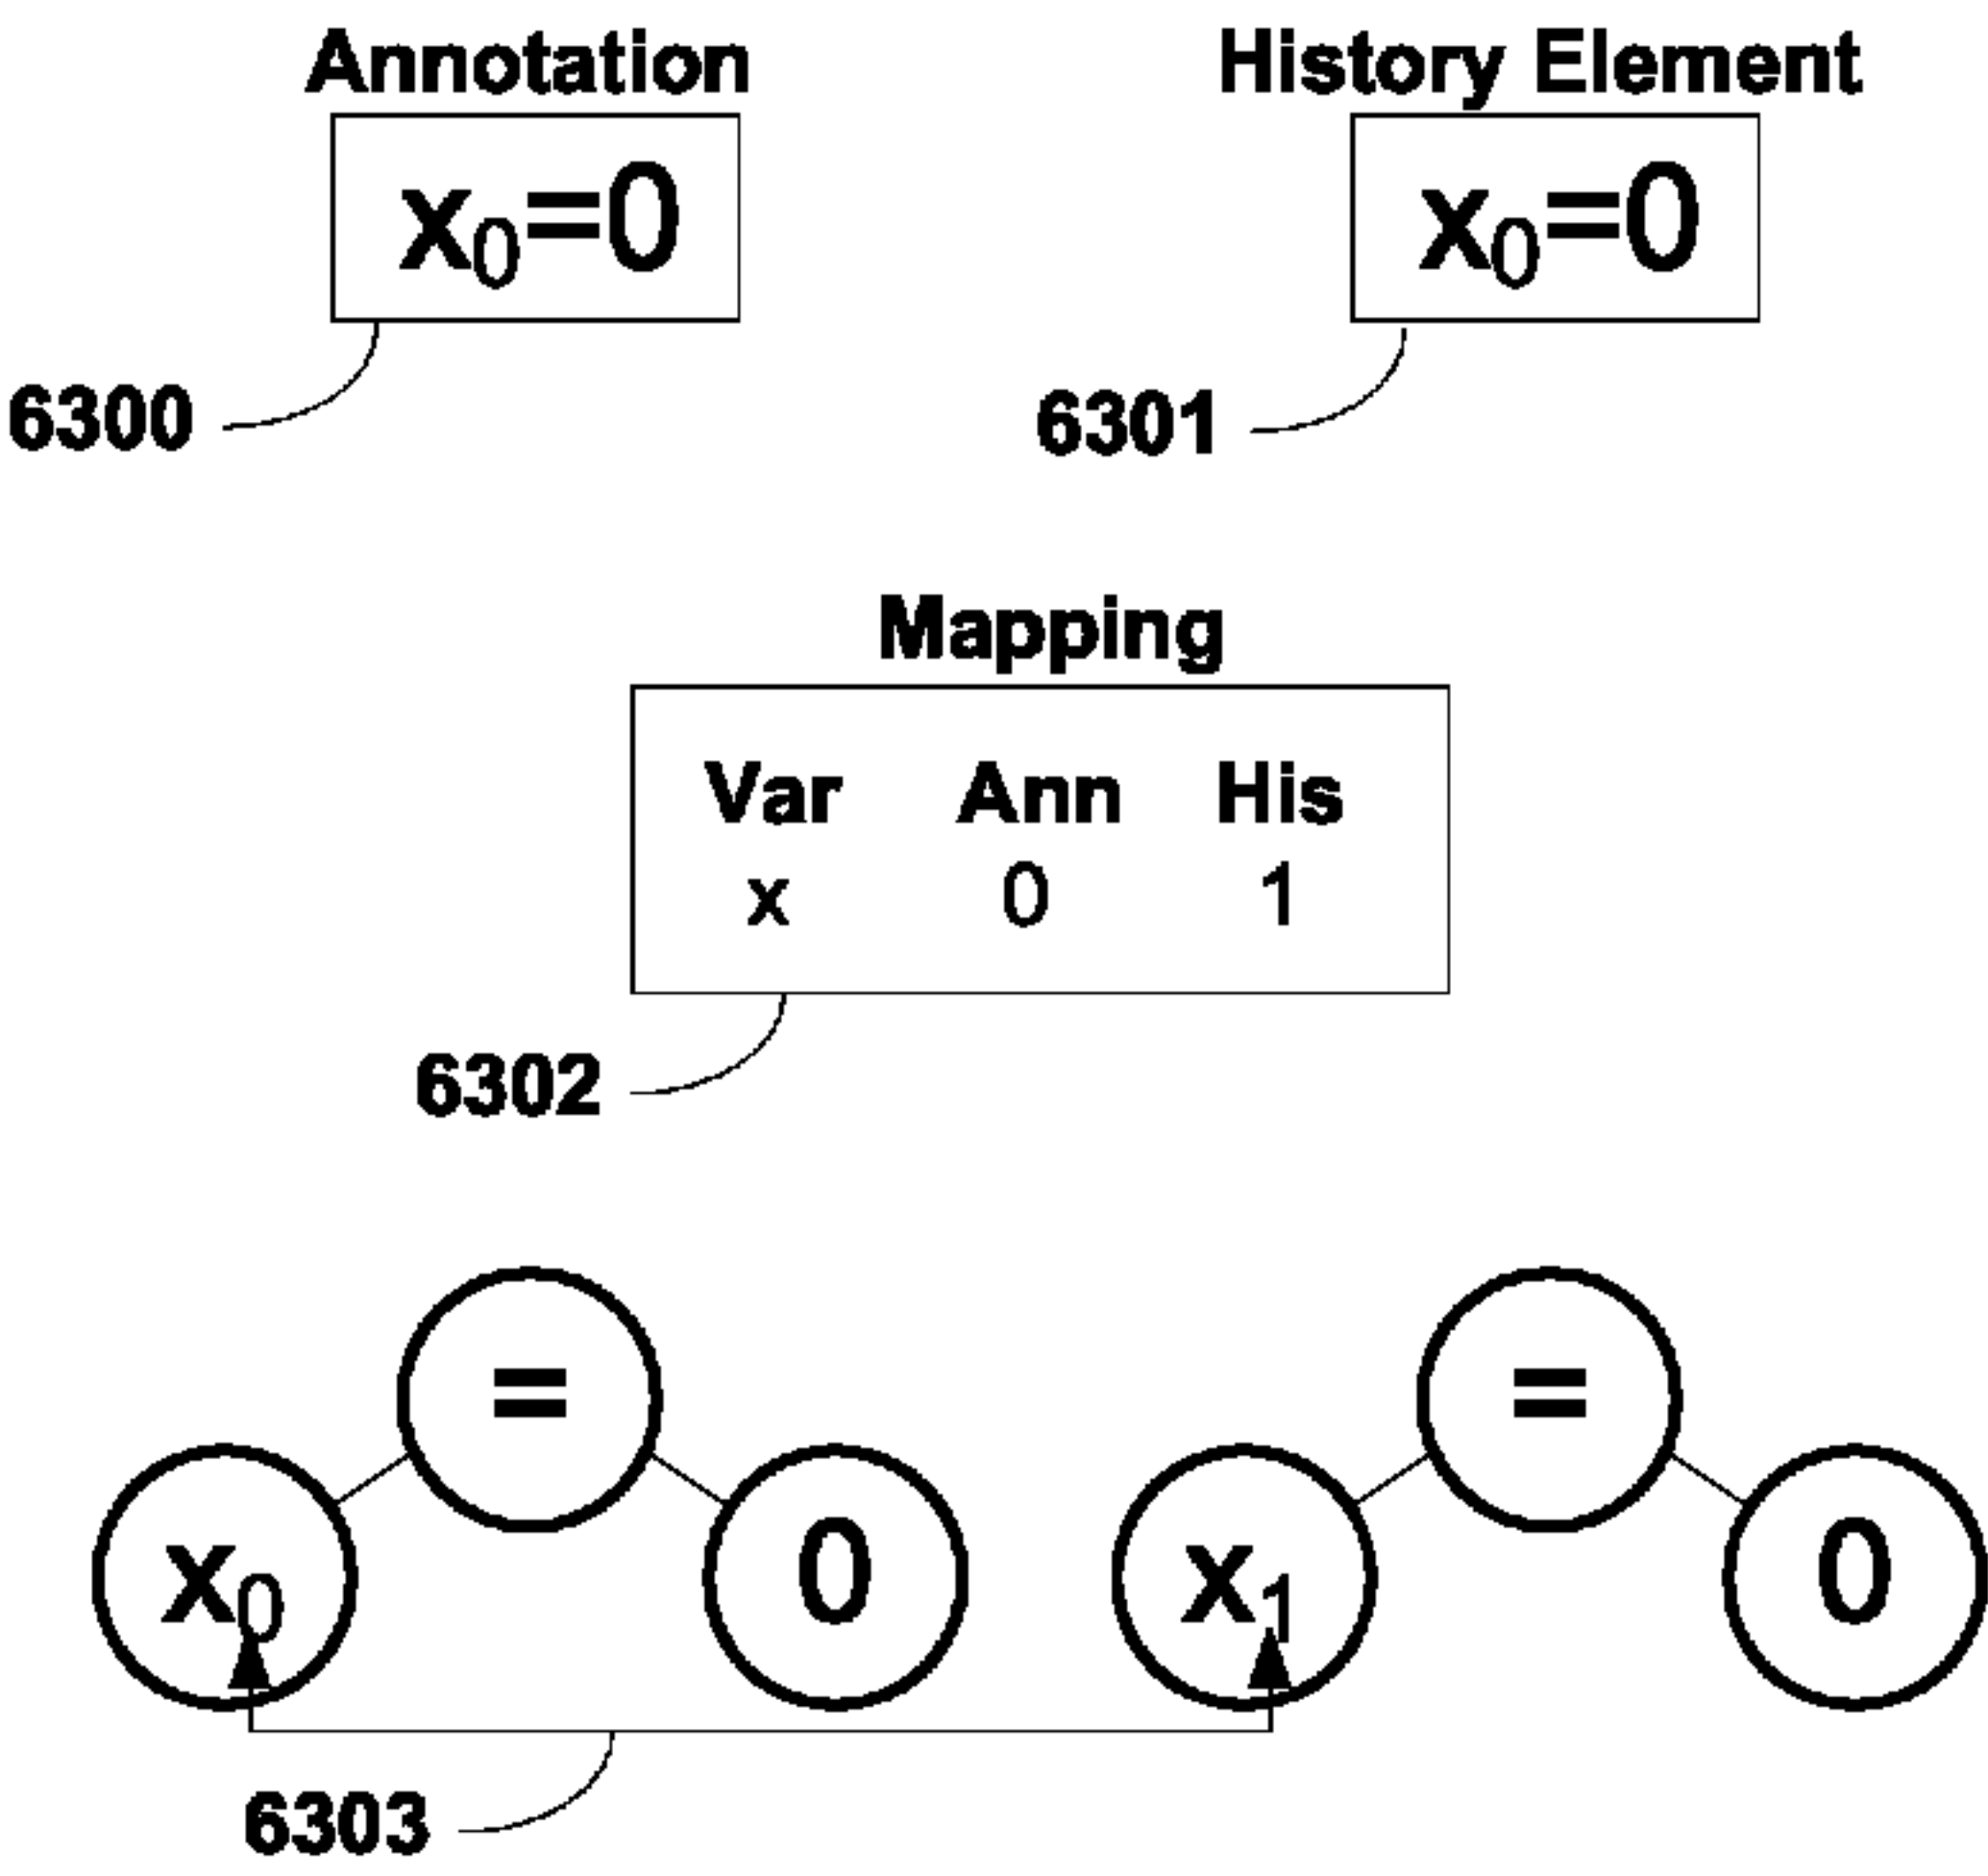 Annotation History Element
x₀=0 x₀=0
6300 6301
Mapping
Var Ann His
x 0 1
6302
= =
x₀ 0 x₁ 0
6303